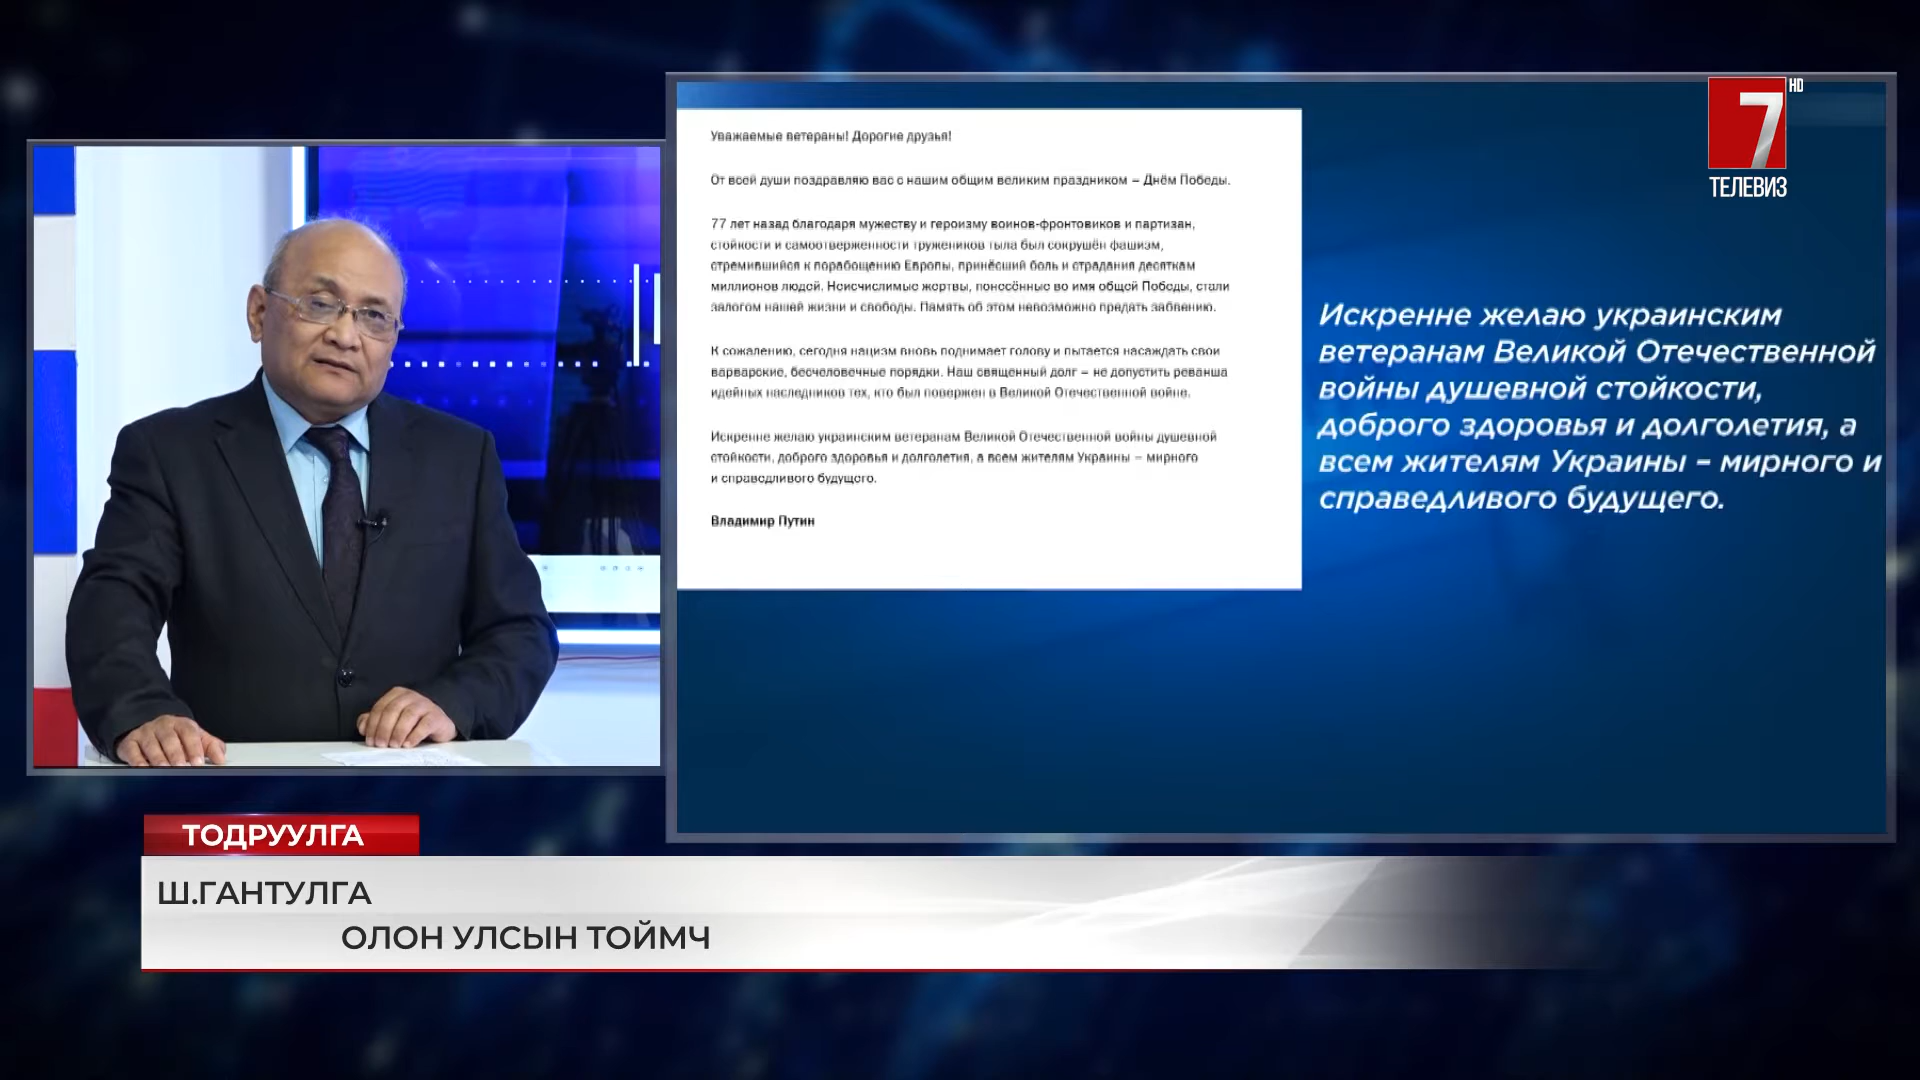 7 HD
ТЕЛЕВИЗ
Уважаемые ветераны! Дорогие друзья!
От всей души поздравляю вас с нашим общим великим праздником – Днём Победы.
77 лет назад благодаря мужеству и героизму воинов-фронтовиков и партизан,
стойкости и самоотверженности тружеников тыла был сокрушён фашизм,
стремившийся к порабощению Европы, принёсший боль и страдания десяткам
миллионов людей. Неисчислимые жертвы, понесённые во имя общей Победы, стали
залогом нашей жизни и свободы. Память об этом невозможно предать забвению.
К сожалению, сегодня нацизм вновь поднимает голову и пытается насаждать свои
варварские, бесчеловечные порядки. Наш священный долг – не допустить реванша
идейных наследников тех, кто был повержен в Великой Отечественной войне.
Искренне желаю украинским ветеранам Великой Отечественной войны душевной
стойкости, доброго здоровья и долголетия, а всем жителям Украины – мирного
и справедливого будущего.
Владимир Путин
Искренне желаю украинским
ветеранам Великой Отечественной
войны душевной стойкости,
доброго здоровья и долголетия, а
всем жителям Украины – мирного и
справедливого будущего.
ТОДРУУЛГА
Ш.ГАНТУЛГА
ОЛОН УЛСЫН ТОЙМЧ